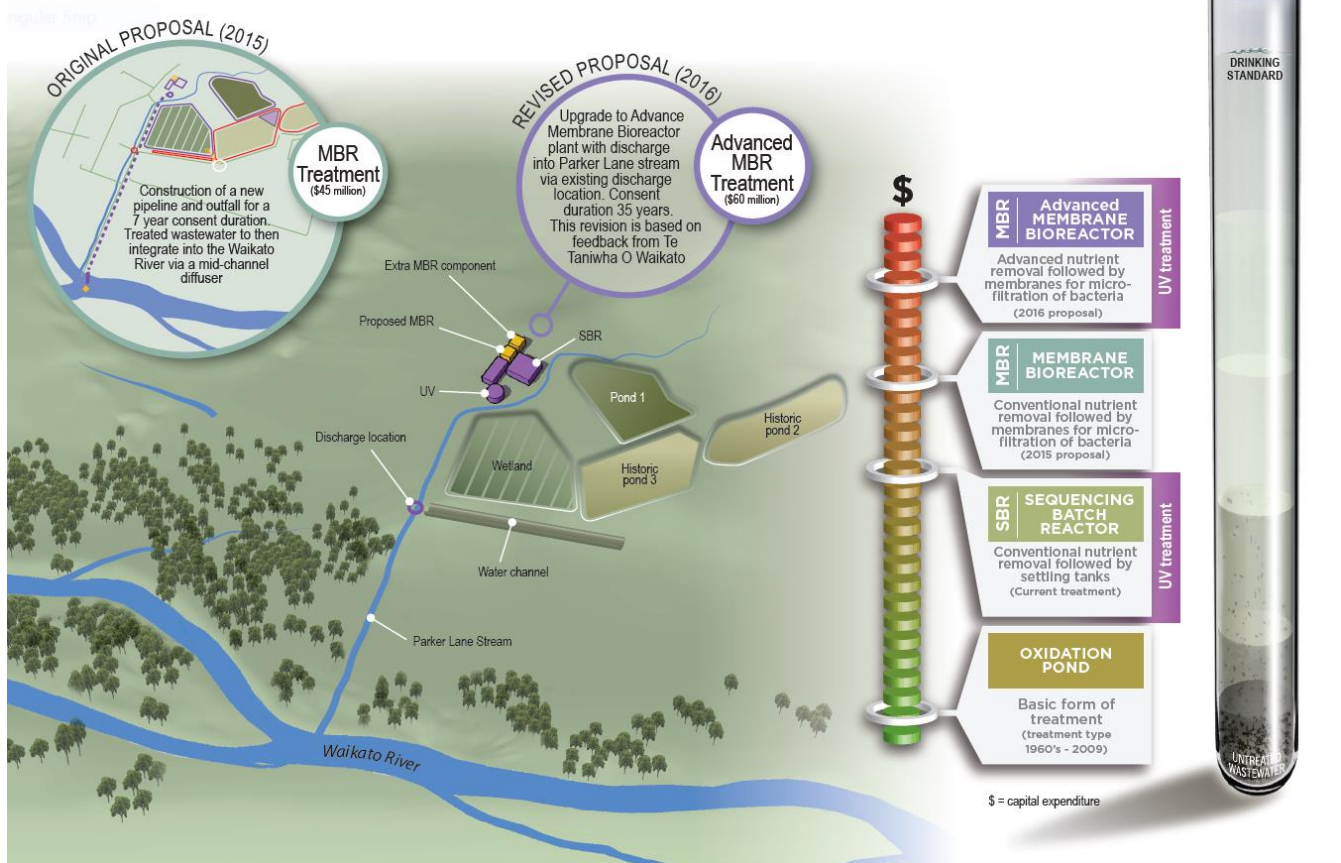 ORIGINAL PROPOSAL (2015)
MBR
Treatment
($45 million)
Construction of a new
pipeline and outfall for a
7 year consent duration.
Treated wastewater to then
integrate into the Waikato
River via a mid-channel
diffuser
REVISED PROPOSAL (2016)
Upgrade to Advance
Membrane Bioreactor
plant with discharge
into Parker Lane stream
via existing discharge
location. Consent
duration 35 years.
This revision is based on
feedback from Te
Taniwha O Waikato
Advanced
MBR
Treatment
($60 million)
Extra MBR component
Proposed MBR
SBR
UV
Pond 1
Historic
pond 2
Discharge location
Wetland
Historic
pond 3
Water channel
Parker Lane Stream
Waikato River
$
MBR
Advanced
MEMBRANE
BIOREACTOR
Advanced nutrient
removal followed by
membranes for micro-
filtration of bacteria
(2016 proposal)
UV treatment
MBR
MEMBRANE
BIOREACTOR
Conventional nutrient
removal followed by
membranes for micro-
filtration of bacteria
(2015 proposal)
SBR
SEQUENCING
BATCH
REACTOR
Conventional nutrient
removal followed by
settling tanks
(Current treatment)
UV treatment
OXIDATION
POND
Basic form of
treatment
(treatment type
1960's - 2009)
$ = capital expenditure
DRINKING
STANDARD
UNTREATED
WASTEWATER